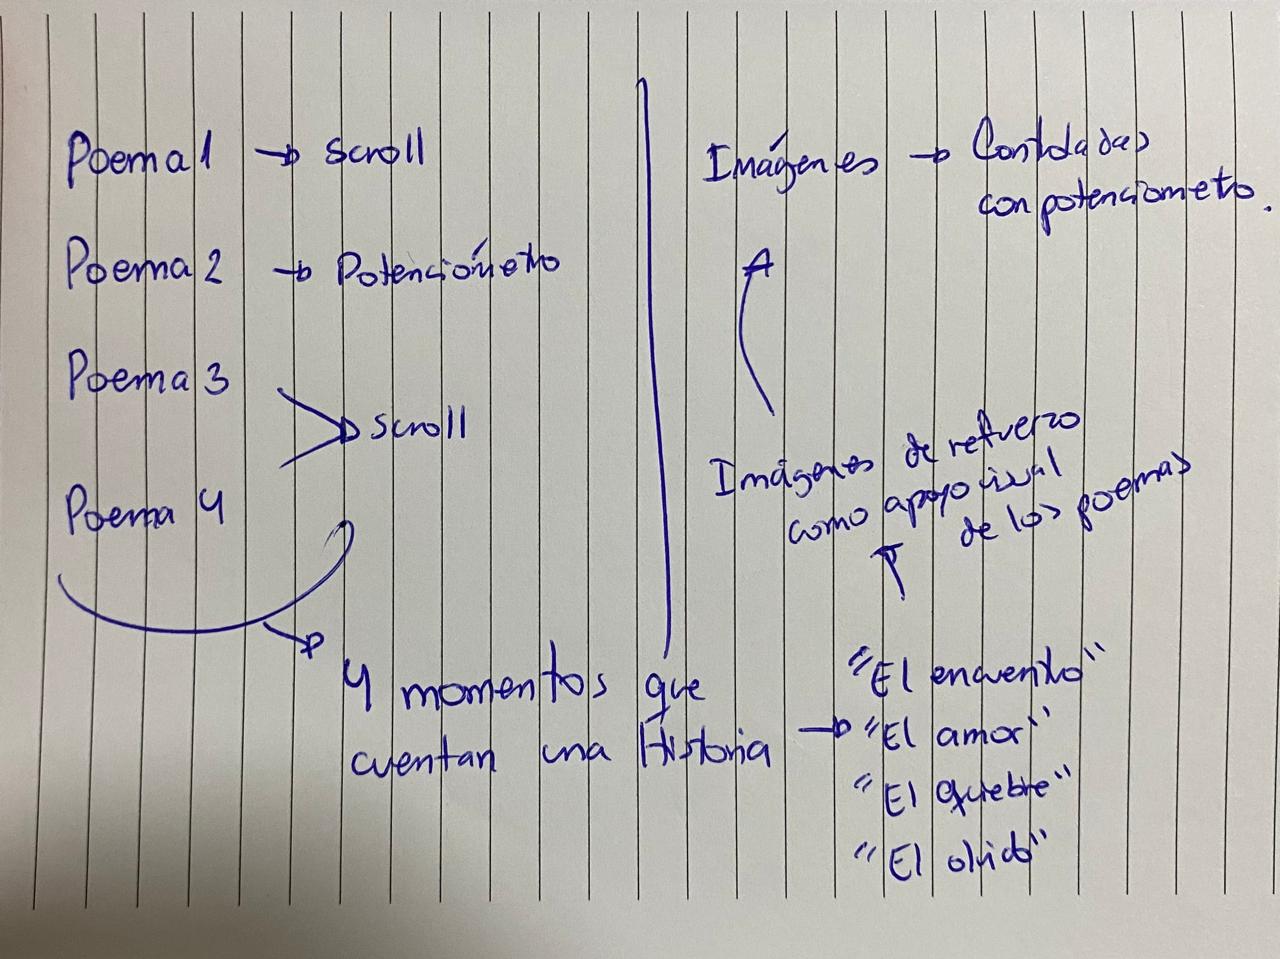 Poema 1 → scroll
Poema 2 → Potenciómetro
Poema 3
→ scroll
Poema 4
4 momentos que
cuentan una Historia →
Imágenes → Controladas
con potenciometro.
Imágenes de refuerzo
como apoyo visual
de los poemas
"El encuentro"
"El amor"
"El quiebre"
"El olvido"